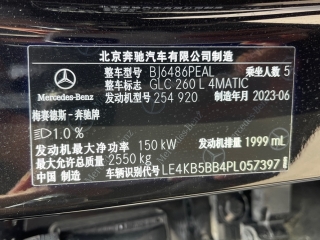 北京奔驰汽车有限公司制造
整车型号 BJ6486PEAL 乘坐人数 5
整车型号 GLC 260 L 4MATIC
发动机型号 254 920 制造年月 2023-06
Mercedes-Benz
梅赛德斯-奔驰牌
1.0 %
发动机最大净功率 150 kW 发动机排量 1999 mL
最大允许总质量 2550 kg
中国 制造 车辆识别代号 LE4KB5BB4PL057397